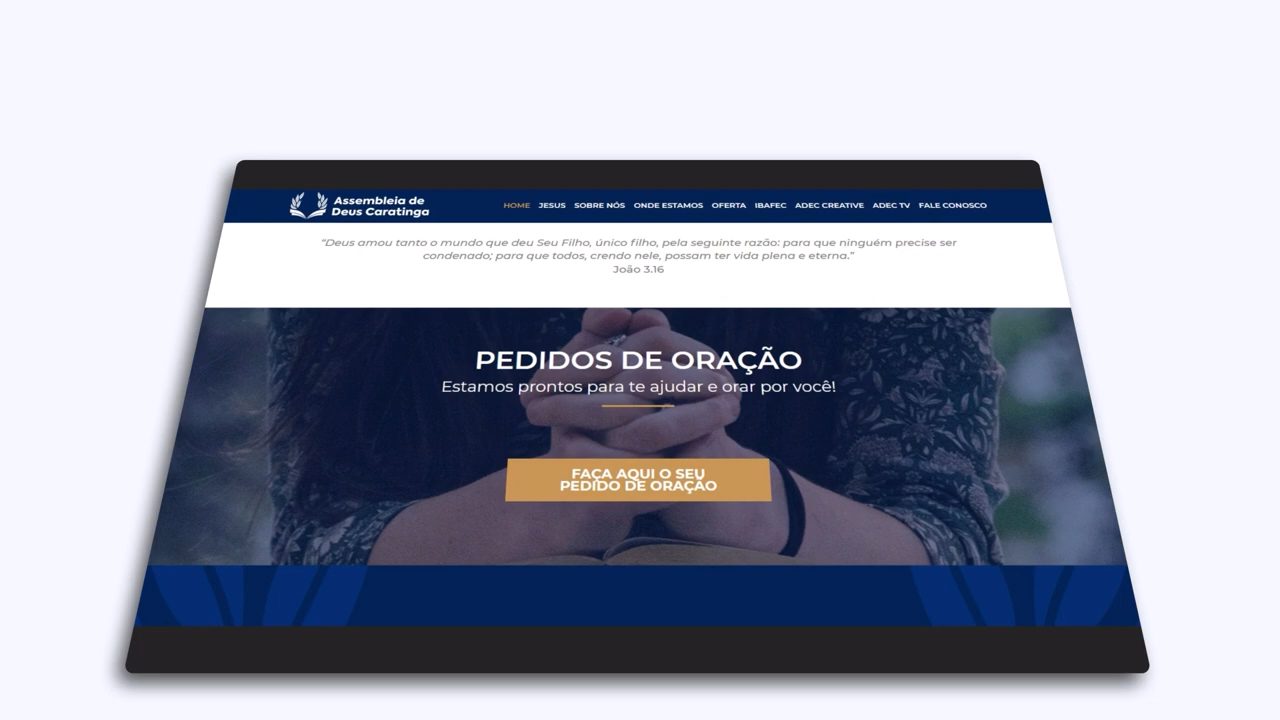 Assembleia de
Deus Caratinga
HOME JESUS SOBRE NÓS ONDE ESTAMOS OFERTA IBAFEC ADEC CREATIVE ADEC TV FALE CONOSCO
“Deus amou tanto o mundo que deu Seu Filho, único filho, pela seguinte razão: para que ninguém precise ser
condenado; para que todos, crendo nele, possam ter vida plena e eterna.”
João 3.16
PEDIDOS DE ORAÇÃO
Estamos prontos para te ajudar e orar por você!
FAÇA AQUI O SEU
PEDIDO DE ORAÇÃO